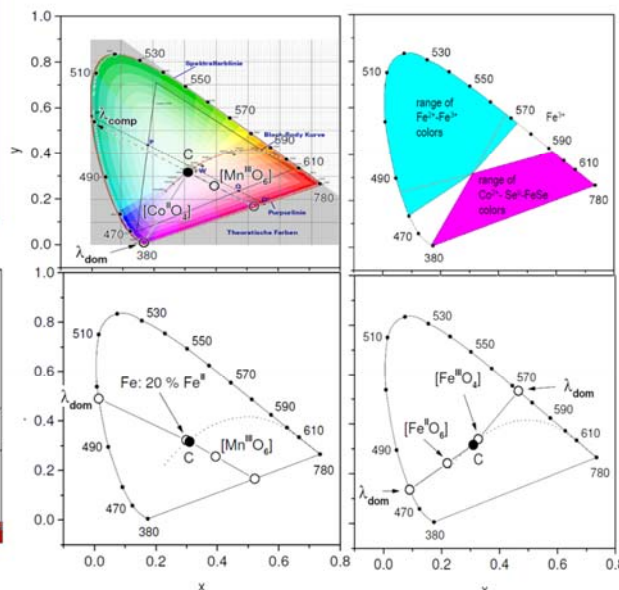 0.8
0.6
y
0.4
0.2
0.0
530
Spektralfarblinie
510
550
λcomp
570
Black-Body Kurve
590
C
[MnᴵᴵᴵO₆]
610
490
W
780
[CoᴵᴵO₄]
Purpurlinie
470
Theoretische Farben
λdom
380
530
510
550
range of
Fe²⁺-Fe³⁺
colors
570
Fe³⁺
590
610
490
range of
Co²⁺- Se⁰-FeSe
colors
780
470
380
1.0
0.8
0.6
0.4
0.2
0.0
530
510
550
Fe: 20 % Feᴵᴵ
570
λdom
590
[MnᴵᴵᴵO₆]
610
490
C
780
470
380
0.0 0.2 0.4 0.6 0.8
x
530
510
550
[FeᴵᴵᴵO₄]
570
λdom
590
[FeᴵᴵO₆]
610
490
C
780
λdom
470
380
0.0 0.2 0.4 0.6 0.8